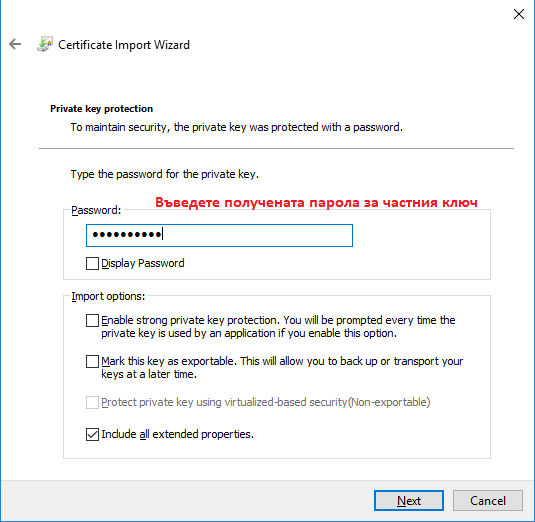 Certificate Import Wizard
Private key protection
To maintain security, the private key was protected with a password.
Type the password for the private key.
Въведете получената парола за частния ключ
Password:
●●●●●●●●●●
Display Password
Import options:
Enable strong private key protection. You will be prompted every time the
private key is used by an application if you enable this option.
Mark this key as exportable. This will allow you to back up or transport your
keys at a later time.
Protect private key using virtualized-based security(Non-exportable)
Include all extended properties.
Next
Cancel